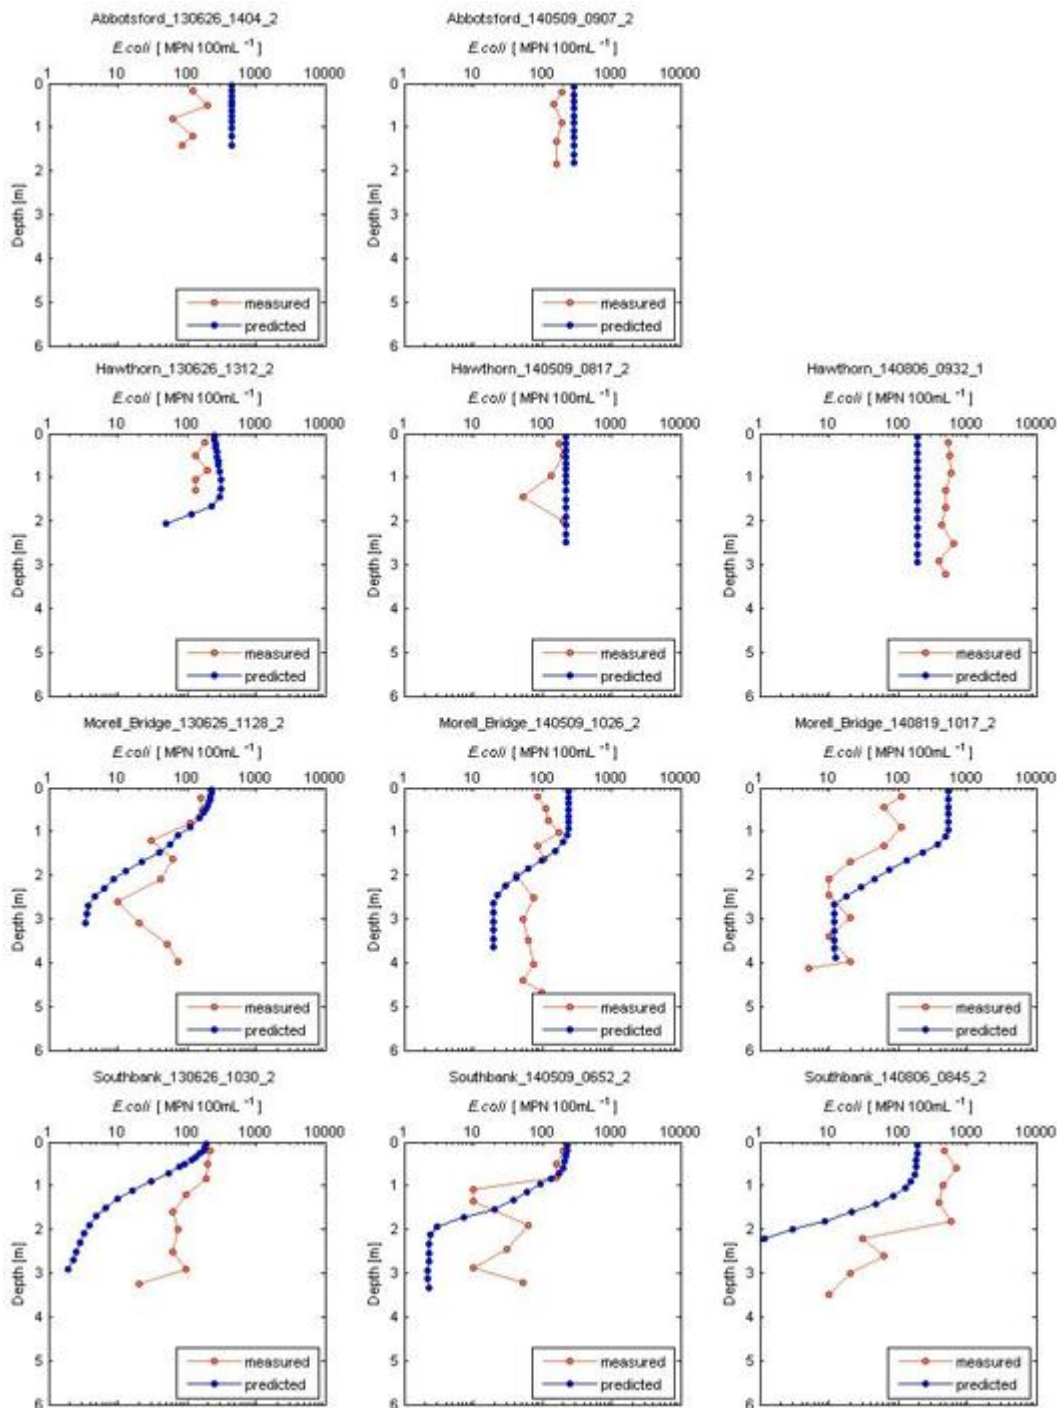 Abbotsford_130626_1404_2
E.coli [ MPN 100mL -1 ]
1 10 100 1000 10000
0
1
2
3
4
5
6
Depth [m]
measured
predicted
Abbotsford_140509_0907_2
E.coli [ MPN 100mL -1 ]
1 10 100 1000 10000
0
1
2
3
4
5
6
Depth [m]
measured
predicted
Hawthorn_130626_1312_2
E.coli [ MPN 100mL -1 ]
1 10 100 1000 10000
0
1
2
3
4
5
6
Depth [m]
measured
predicted
Hawthorn_140509_0817_2
E.coli [ MPN 100mL -1 ]
1 10 100 1000 10000
0
1
2
3
4
5
6
Depth [m]
measured
predicted
Hawthorn_140806_0932_1
E.coli [ MPN 100mL -1 ]
1 10 100 1000 10000
0
1
2
3
4
5
6
Depth [m]
measured
predicted
Morell_Bridge_130626_1128_2
E.coli [ MPN 100mL -1 ]
1 10 100 1000 10000
0
1
2
3
4
5
6
Depth [m]
measured
predicted
Morell_Bridge_140509_1026_2
E.coli [ MPN 100mL -1 ]
1 10 100 1000 10000
0
1
2
3
4
5
6
Depth [m]
measured
predicted
Morell_Bridge_140819_1017_2
E.coli [ MPN 100mL -1 ]
1 10 100 1000 10000
0
1
2
3
4
5
6
Depth [m]
measured
predicted
Southbank_130626_1030_2
E.coli [ MPN 100mL -1 ]
1 10 100 1000 10000
0
1
2
3
4
5
6
Depth [m]
measured
predicted
Southbank_140509_0652_2
E.coli [ MPN 100mL -1 ]
1 10 100 1000 10000
0
1
2
3
4
5
6
Depth [m]
measured
predicted
Southbank_140806_0845_2
E.coli [ MPN 100mL -1 ]
1 10 100 1000 10000
0
1
2
3
4
5
6
Depth [m]
measured
predicted